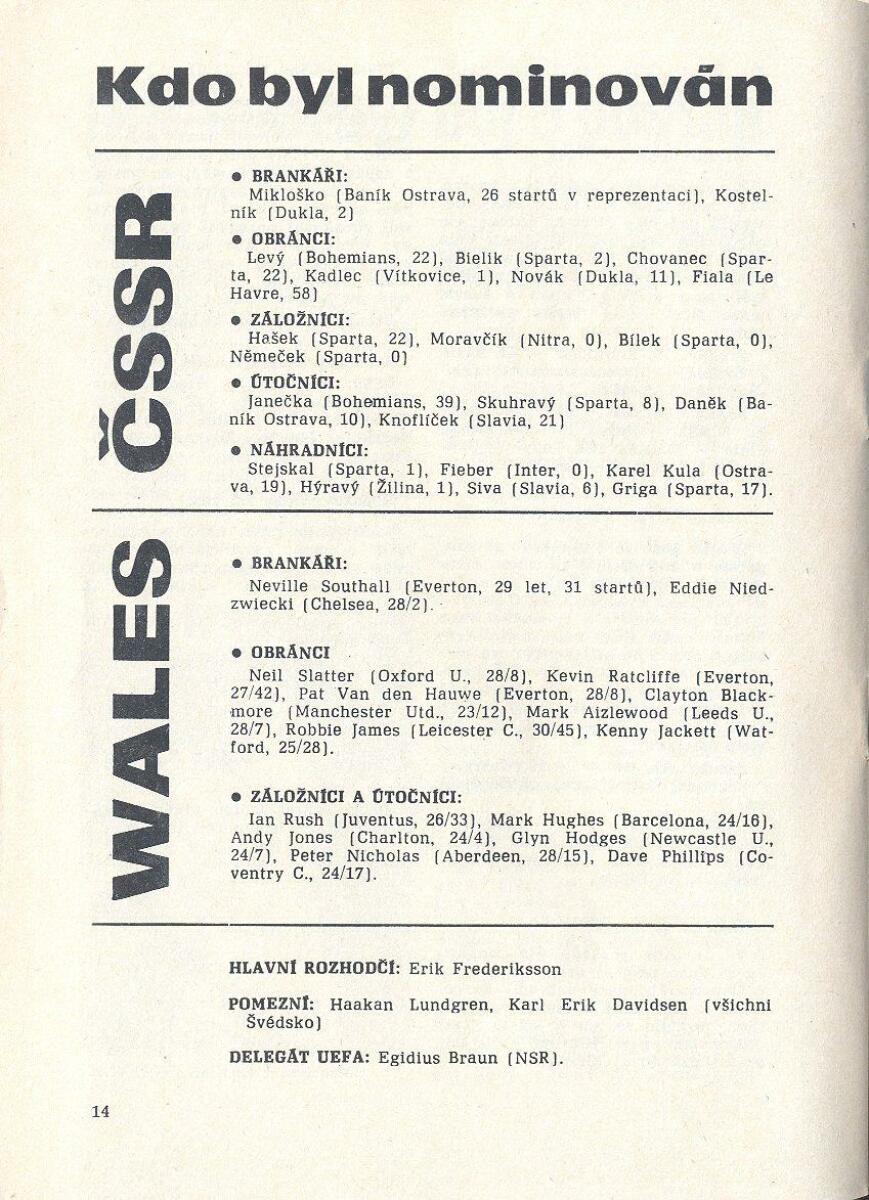 Kdo byl nominován
ČSSR
● BRANKÁŘI:
Mikloško (Baník Ostrava, 26 startů v reprezentaci), Kostel-
ník (Dukla, 2)
● OBRÁNCI:
Levý (Bohemians, 22), Bielik (Sparta, 2), Chovanec (Spar-
ta, 22), Kadlec (Vítkovice, 1), Novák (Dukla, 11), Fiala (Le
Havre, 58)
● ZÁLOŽNÍCI:
Hašek (Sparta, 22), Moravčík (Nitra, 0), Bílek (Sparta, 0),
Němeček (Sparta, 0)
● ÚTOČNÍCI:
Janečka (Bohemians, 39), Skuhravý (Sparta, 8), Daněk (Ba-
ník Ostrava, 10), Knoflíček (Slavia, 21)
● NÁHRADNÍCI:
Stejskal (Sparta, 1), Fieber (Inter, 0), Karel Kula (Ostra-
va, 19), Hýravý (Žilina, 1), Siva (Slavia, 6), Griga (Sparta, 17).
WALES
● BRANKÁŘI:
Neville Southall (Everton, 29 let, 31 startů), Eddie Nied-
zwiecki (Chelsea, 28/2).
● OBRÁNCI
Neil Slatter (Oxford U., 28/8), Kevin Ratcliffe (Everton,
27/42), Pat Van den Hauwe (Everton, 28/8), Clayton Black-
more (Manchester Utd., 23/12), Mark Aizlewood (Leeds U.,
28/7), Robbie James (Leicester C., 30/45), Kenny Jackett (Wat-
ford, 25/28).
● ZÁLOŽNÍCI A ÚTOČNÍCI:
Ian Rush (Juventus, 26/33), Mark Hughes (Barcelona, 24/16),
Andy Jones (Charlton, 24/4), Glyn Hodges (Newcastle U.,
24/7), Peter Nicholas (Aberdeen, 28/15), Dave Phillips (Co-
ventry C., 24/17).
HLAVNÍ ROZHODČÍ: Erik Frederiksson
POMEZNÍ: Haakan Lundgren, Karl Erik Davidsen (všichni
Švédsko)
DELEGÁT UEFA: Egidius Braun (NSR).
14